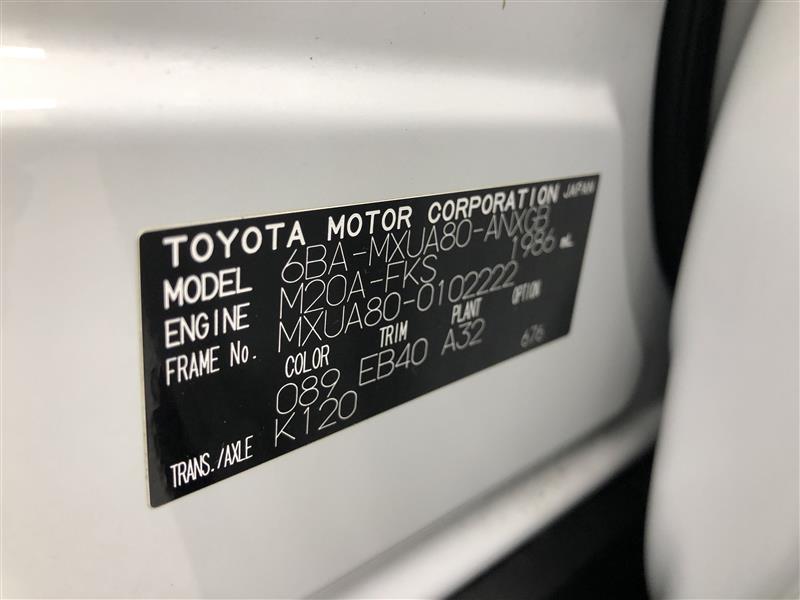 TOYOTA MOTOR CORPORATION JAPAN
MODEL 6BA-MXUA80-ANXGB
ENGINE M20A-FKS 1986 mL
FRAME No. MXUA80-0102222
COLOR TRIM PLANT OPTION
089 EB40 A32 676
TRANS./AXLE K120